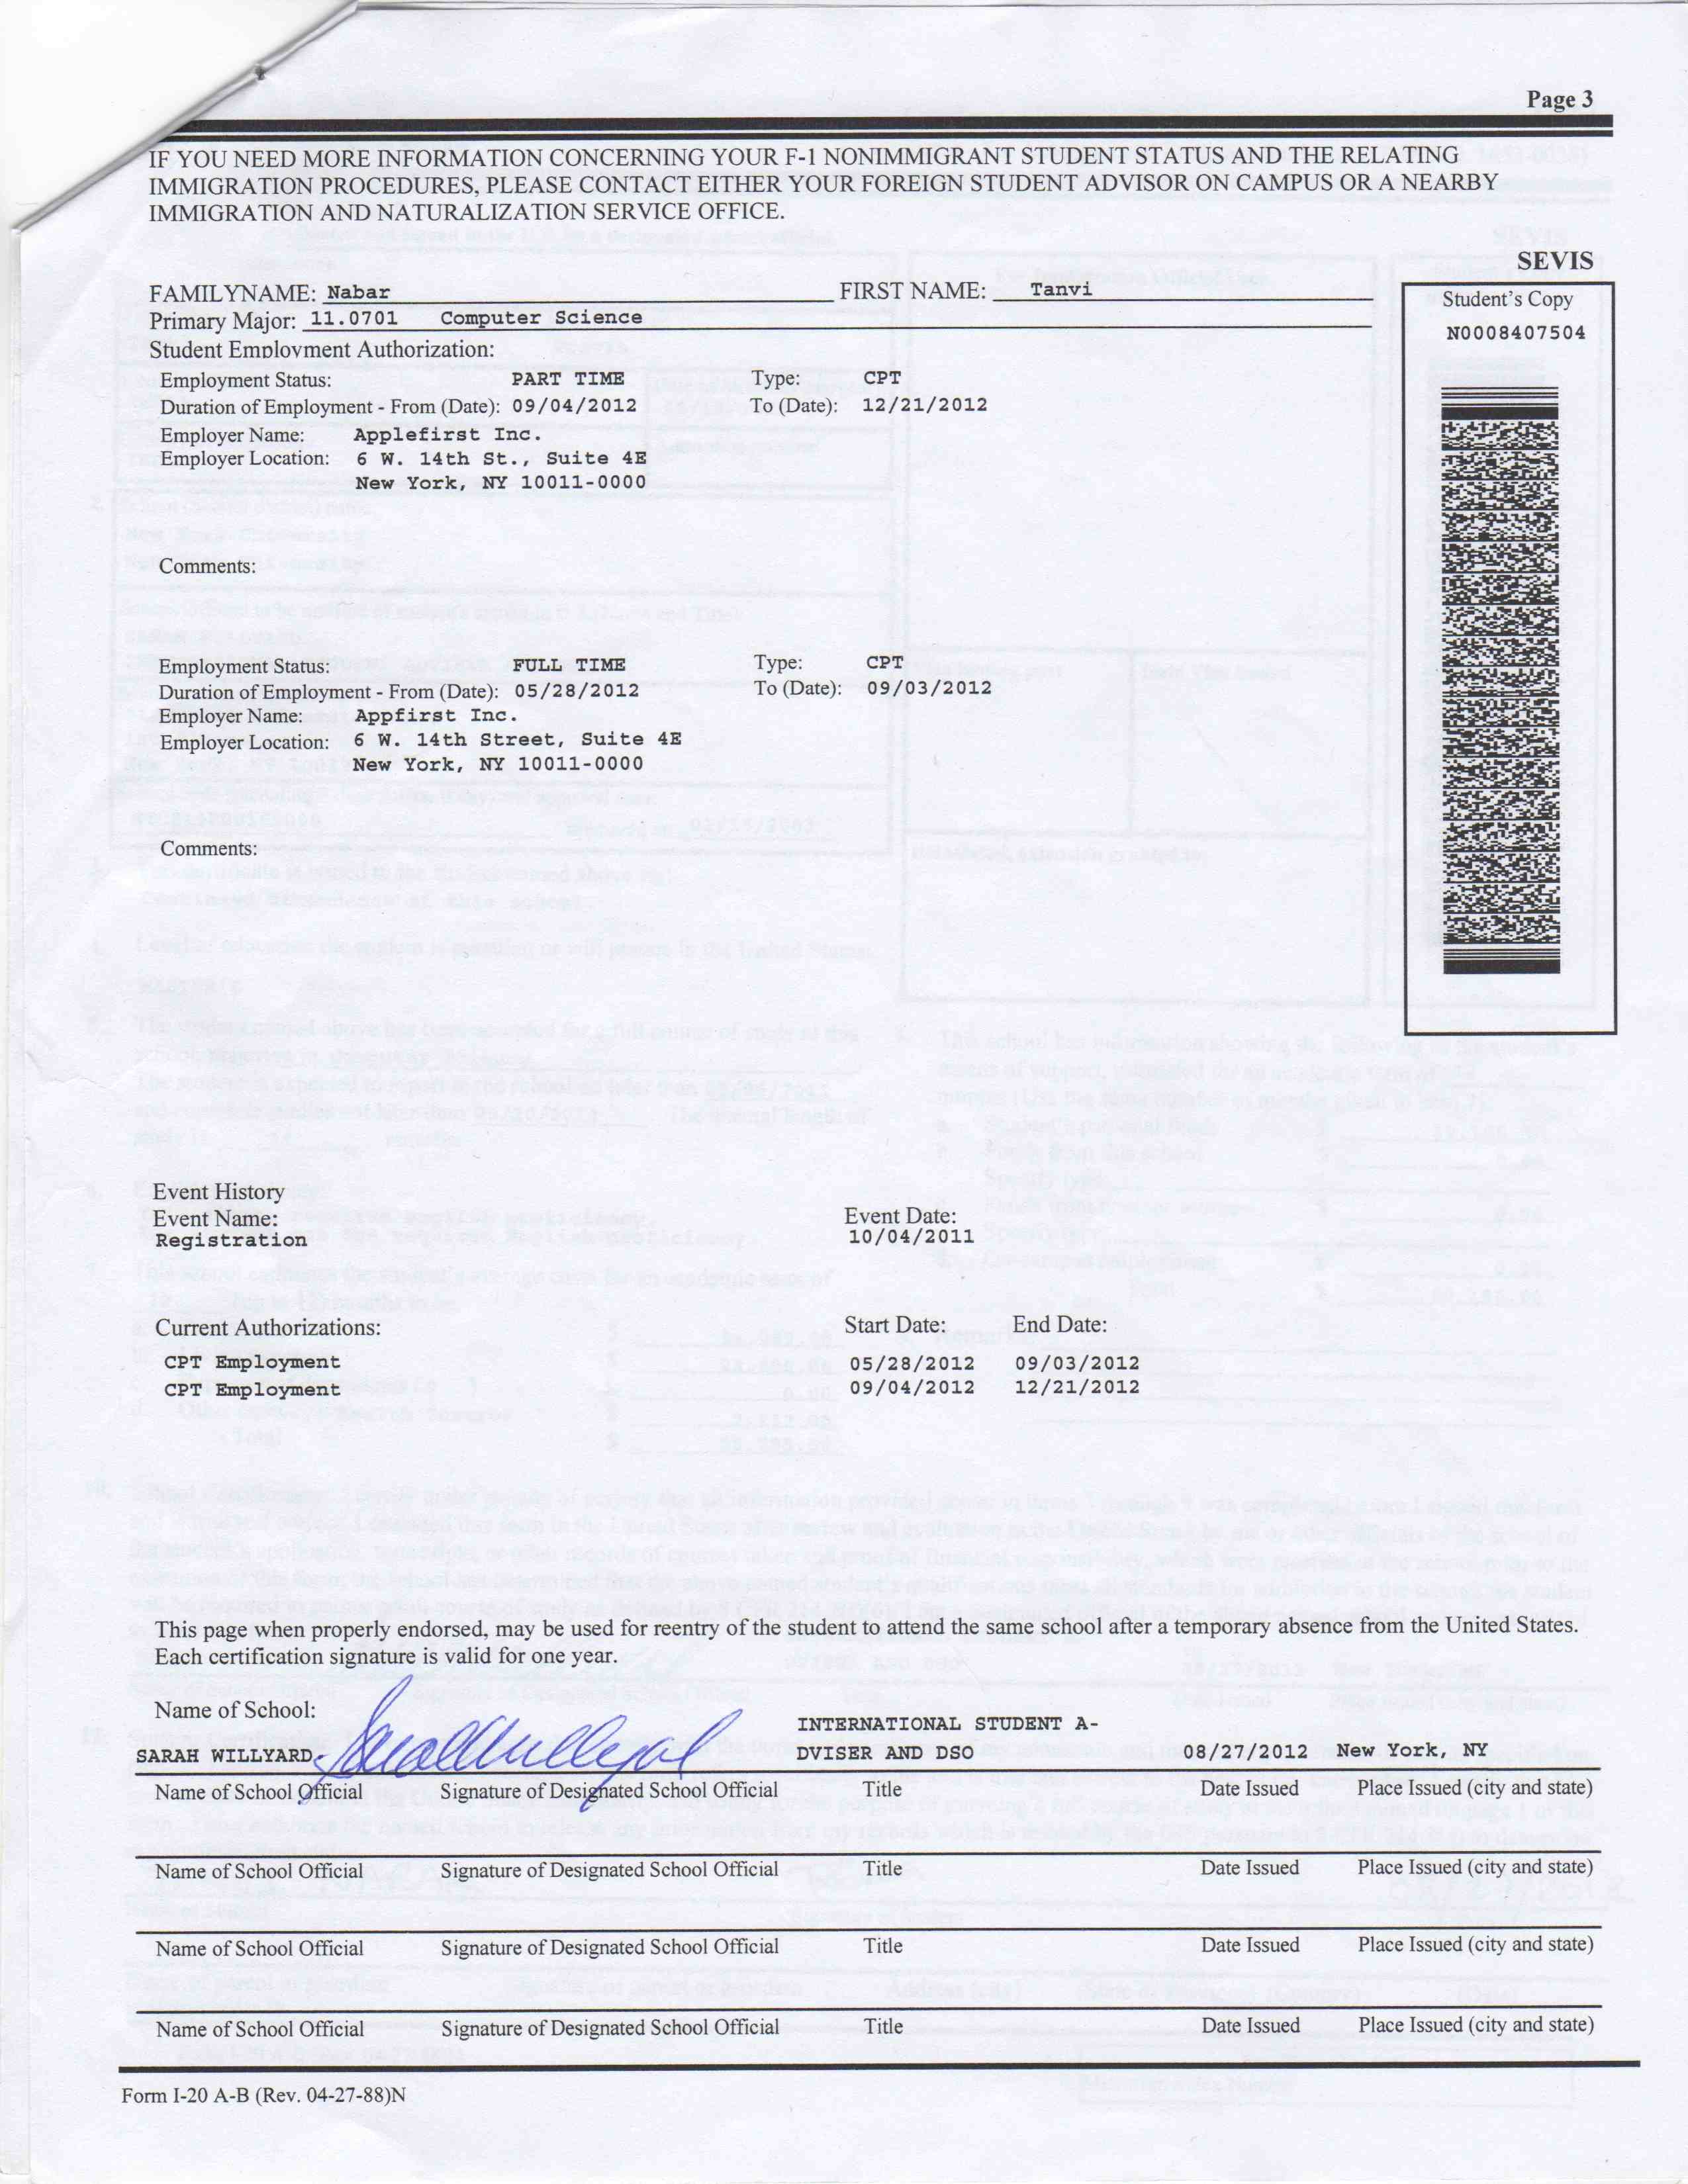 Page 3
IF YOU NEED MORE INFORMATION CONCERNING YOUR F-1 NONIMMIGRANT STUDENT STATUS AND THE RELATING
IMMIGRATION PROCEDURES, PLEASE CONTACT EITHER YOUR FOREIGN STUDENT ADVISOR ON CAMPUS OR A NEARBY
IMMIGRATION AND NATURALIZATION SERVICE OFFICE.
SEVIS
FAMILYNAME: Nabar FIRST NAME: Tanvi
Student's Copy
Primary Major: 11.0701 Computer Science
N0008407504
Student Employment Authorization:
Employment Status: PART TIME Type: CPT
Duration of Employment - From (Date): 09/04/2012 To (Date): 12/21/2012
Employer Name: Applefirst Inc.
Employer Location: 6 W. 14th St., Suite 4E
New York, NY 10011-0000
Comments:
Employment Status: FULL TIME Type: CPT
Duration of Employment - From (Date): 05/28/2012 To (Date): 09/03/2012
Employer Name: Appfirst Inc.
Employer Location: 6 W. 14th Street, Suite 4E
New York, NY 10011-0000
Comments:
Event History
Event Name: Event Date:
Registration 10/04/2011
Current Authorizations: Start Date: End Date:
CPT Employment 05/28/2012 09/03/2012
CPT Employment 09/04/2012 12/21/2012
This page when properly endorsed, may be used for reentry of the student to attend the same school after a temporary absence from the United States.
Each certification signature is valid for one year.
Name of School:
INTERNATIONAL STUDENT A-
SARAH WILLYARD DVISER AND DSO 08/27/2012 New York, NY
Name of School Official Signature of Designated School Official Title Date Issued Place Issued (city and state)
Name of School Official Signature of Designated School Official Title Date Issued Place Issued (city and state)
Name of School Official Signature of Designated School Official Title Date Issued Place Issued (city and state)
Name of School Official Signature of Designated School Official Title Date Issued Place Issued (city and state)
Form I-20 A-B (Rev. 04-27-88)N